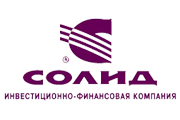 СОЛИД
ИНВЕСТИЦИОННО-ФИНАНСОВАЯ КОМПАНИЯ